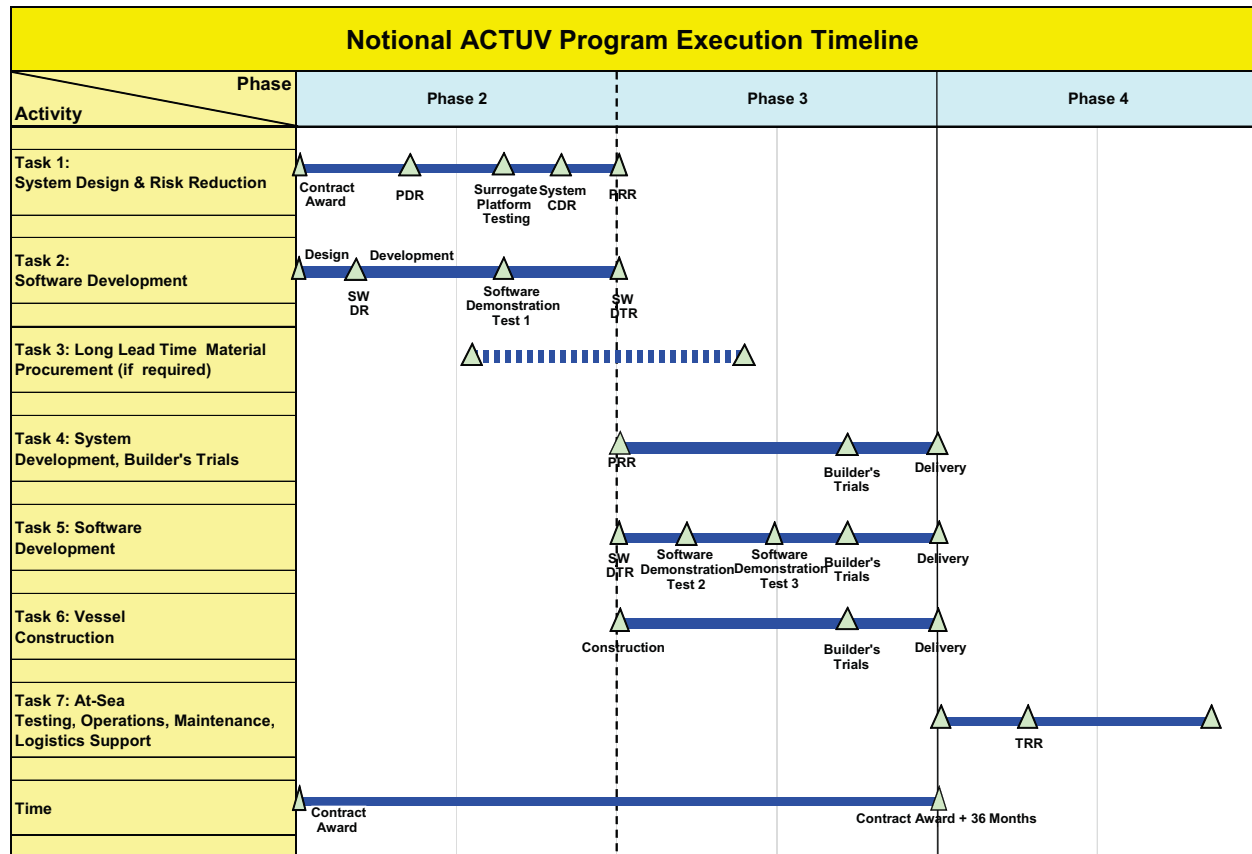 Notional ACTUV Program Execution Timeline
Phase
Activity
Phase 2
Phase 3
Phase 4
Task 1:
System Design & Risk Reduction
Contract
Award
PDR
Surrogate
Platform
Testing
System
CDR
PRR
Task 2:
Software Development
Design
Development
SW
DR
Software
Demonstration
Test 1
SW
DTR
Task 3: Long Lead Time Material
Procurement (if required)
Task 4: System
Development, Builder's Trials
PRR
Builder's
Trials
Delivery
Task 5: Software
Development
SW
DTR
Software
Demonstration
Test 2
Software
Demonstration
Test 3
Builder's
Trials
Delivery
Task 6: Vessel
Construction
Construction
Builder's
Trials
Delivery
Task 7: At-Sea
Testing, Operations, Maintenance,
Logistics Support
TRR
Time
Contract
Award
Contract Award + 36 Months